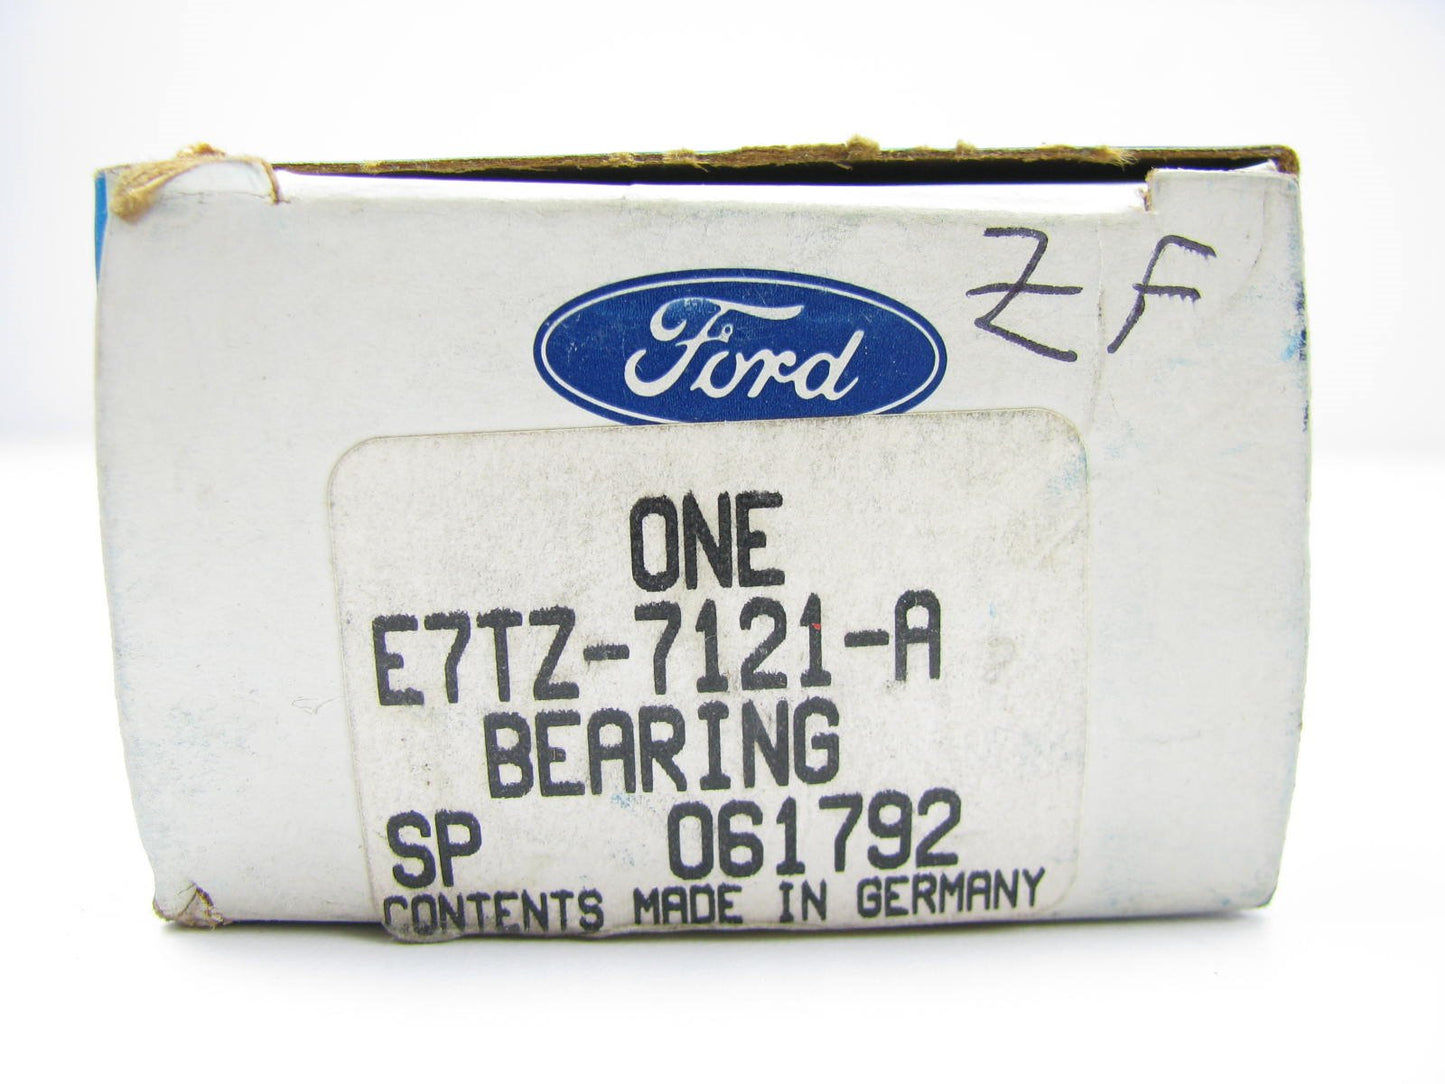 Ford
ZF
ONE
E7TZ-7121-A
BEARING
SP 061792
CONTENTS MADE IN GERMANY